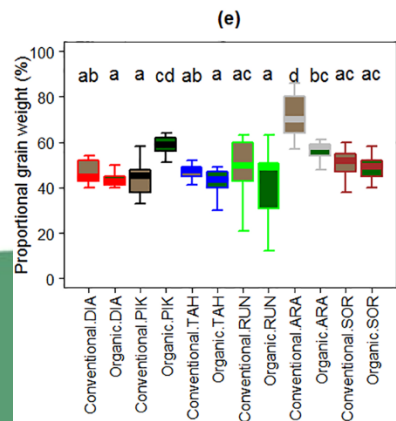 (e)
Proportional grain weight (%)
100
80
60
40
20
0
ab a a cd ab a ac a d bc ac ac
Conventional.DIA
Organic.DIA
Conventional.PIK
Organic.PIK
Conventional.TAH
Organic.TAH
Conventional.RUN
Organic.RUN
Conventional.ARA
Organic.ARA
Conventional.SOR
Organic.SOR